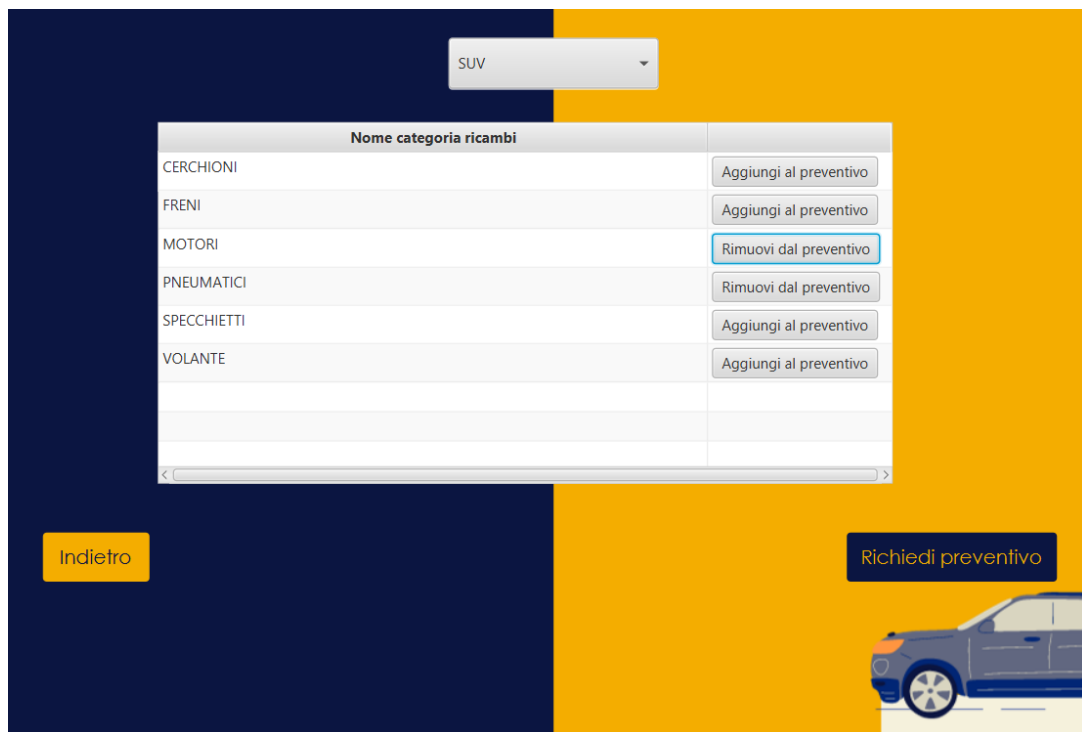 SUV
Nome categoria ricambi
CERCHIONI Aggiungi al preventivo
FRENI Aggiungi al preventivo
MOTORI Rimuovi dal preventivo
PNEUMATICI Rimuovi dal preventivo
SPECCHIETTI Aggiungi al preventivo
VOLANTE Aggiungi al preventivo
Indietro Richiedi preventivo